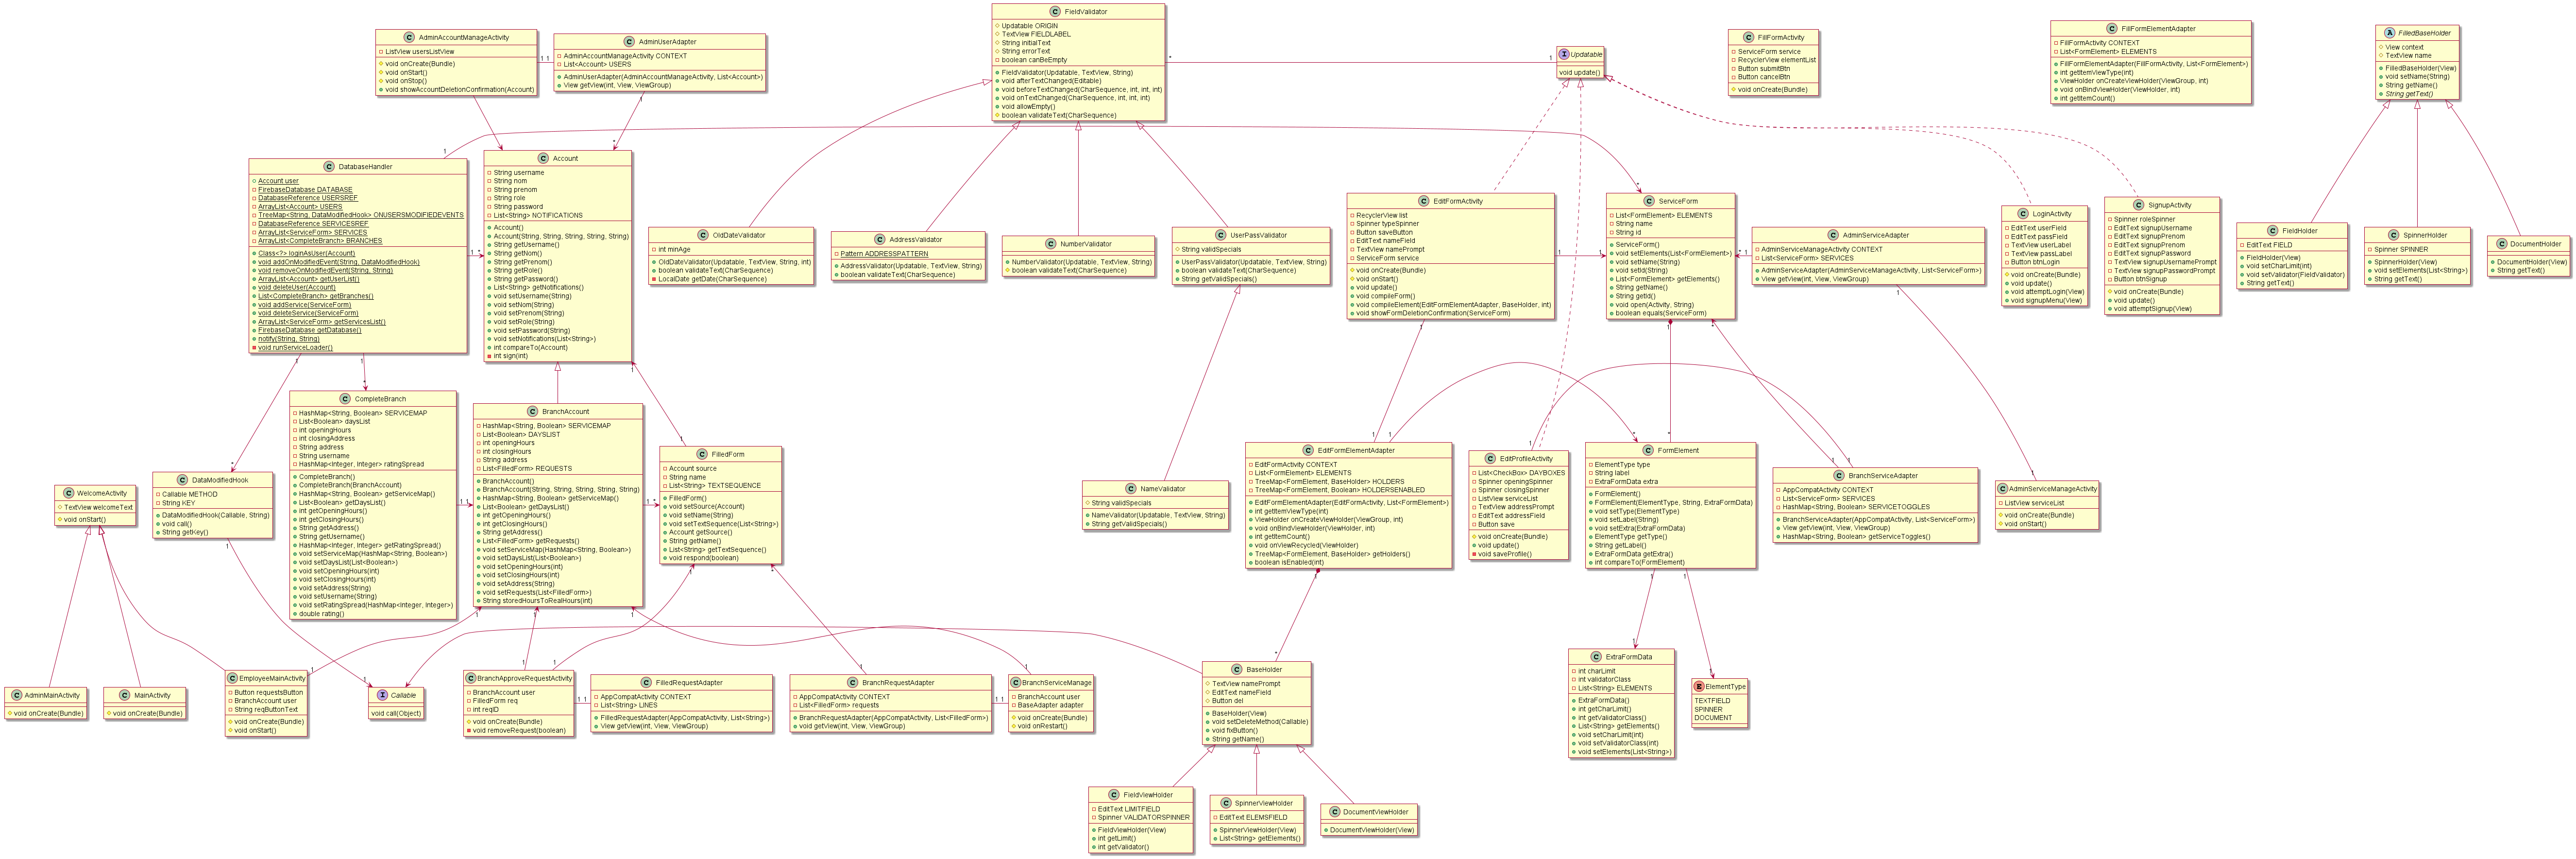 AdminAccountManageActivity
ListView usersListView
void onCreate(Bundle)
void onStart()
void onStop()
void showAccountDeletionConfirmation(Account)
AdminUserAdapter
AdminAccountManageActivity CONTEXT
List<Account> USERS
AdminUserAdapter(AdminAccountManageActivity, List<Account>)
View getView(int, View, ViewGroup)
FieldValidator
Updatable ORIGIN
TextView FIELDLABEL
String initialText
String errorText
boolean canBeEmpty
FieldValidator(Updatable, TextView, String)
void afterTextChanged(Editable)
void beforeTextChanged(CharSequence, int, int, int)
void onTextChanged(CharSequence, int, int, int)
void allowEmpty()
boolean validateText(CharSequence)
Updatable
void update()
FillFormActivity
ServiceForm service
RecyclerView elementList
Button submitBtn
Button cancelBtn
void onCreate(Bundle)
FillFormElementAdapter
FillFormActivity CONTEXT
List<FormElement> ELEMENTS
FillFormElementAdapter(FillFormActivity, List<FormElement>)
int getItemViewType(int)
ViewHolder onCreateViewHolder(ViewGroup, int)
void onBindViewHolder(ViewHolder, int)
int getItemCount()
FilledBaseHolder
View context
TextView name
FilledBaseHolder(View)
void setName(String)
String getName()
String getText()
DatabaseHandler
Account user
FirebaseDatabase DATABASE
DatabaseReference USERSREF
ArrayList<Account> USERS
TreeMap<String, DataModifiedHook> ONUSERSMODIFIEDEVENTS
DatabaseReference SERVICESREF
ArrayList<ServiceForm> SERVICES
ArrayList<CompleteBranch> BRANCHES
Class<?> loginAsUser(Account)
void addOnModifiedEvent(String, DataModifiedHook)
void removeOnModifiedEvent(String, String)
ArrayList<Account> getUserList()
void deleteUser(Account)
List<CompleteBranch> getBranches()
void addService(ServiceForm)
void deleteService(ServiceForm)
ArrayList<ServiceForm> getServicesList()
FirebaseDatabase getDatabase()
notify(String, String)
void runServiceLoader()
Account
String username
String nom
String prenom
String role
String password
List<String> NOTIFICATIONS
Account()
Account(String, String, String, String, String)
String getUsername()
String getNom()
String getPrenom()
String getRole()
String getPassword()
List<String> getNotifications()
void setUsername(String)
void setNom(String)
void setPrenom(String)
void setRole(String)
void setPassword(String)
void setNotifications(List<String>)
int compareTo(Account)
int sign(int)
OldDateValidator
int minAge
OldDateValidator(Updatable, TextView, String, int)
boolean validateText(CharSequence)
LocalDate getDate(CharSequence)
AddressValidator
Pattern ADDRESSPATTERN
AddressValidator(Updatable, TextView, String)
boolean validateText(CharSequence)
NumberValidator
NumberValidator(Updatable, TextView, String)
boolean validateText(CharSequence)
UserPassValidator
String validSpecials
UserPassValidator(Updatable, TextView, String)
boolean validateText(CharSequence)
String getValidSpecials()
EditFormActivity
RecyclerView list
Spinner typeSpinner
Button saveButton
EditText nameField
TextView namePrompt
ServiceForm service
void onCreate(Bundle)
void onStart()
void update()
void compileForm()
void compileElement(EditFormElementAdapter, BaseHolder, int)
void showFormDeletionConfirmation(ServiceForm)
ServiceForm
List<FormElement> ELEMENTS
String name
String id
ServiceForm()
void setElements(List<FormElement>)
void setName(String)
void setId(String)
List<FormElement> getElements()
String getName()
String getId()
void open(Activity, String)
boolean equals(ServiceForm)
AdminServiceAdapter
AdminServiceManageActivity CONTEXT
List<ServiceForm> SERVICES
AdminServiceAdapter(AdminServiceManageActivity, List<ServiceForm>)
View getView(int, View, ViewGroup)
LoginActivity
EditText userField
EditText passField
TextView userLabel
TextView passLabel
Button btnLogin
void onCreate(Bundle)
void update()
void attemptLogin(View)
void signupMenu(View)
SignupActivity
Spinner roleSpinner
EditText signupUsername
EditText signupPrenom
EditText signupPrenom
EditText signupPassword
TextView signupUsernamePrompt
TextView signupPasswordPrompt
Button btnSignup
void onCreate(Bundle)
void update()
void attemptSignup(View)
FieldHolder
EditText FIELD
FieldHolder(View)
void setCharLimit(int)
void setValidator(FieldValidator)
String getText()
SpinnerHolder
Spinner SPINNER
SpinnerHolder(View)
void setElements(List<String>)
String getText()
DocumentHolder
DocumentHolder(View)
String getText()
CompleteBranch
HashMap<String, Boolean> SERVICEMAP
List<Boolean> daysList
int openingHours
int closingAddress
String address
String username
HashMap<Integer, Integer> ratingSpread
CompleteBranch()
CompleteBranch(BranchAccount)
HashMap<String, Boolean> getServiceMap()
List<Boolean> getDaysList()
int getOpeningHours()
int getClosingHours()
String getAddress()
String getUsername()
HashMap<Integer, Integer> getRatingSpread()
void setServiceMap(HashMap<String, Boolean>)
void setDaysList(List<Boolean>)
void setOpeningHours(int)
void setClosingHours(int)
void setAddress(String)
void setUsername(String)
void setRatingSpread(HashMap<Integer, Integer>)
double rating()
BranchAccount
HashMap<String, Boolean> SERVICEMAP
List<Boolean> DAYSLIST
int openingHours
int closingHours
String address
List<FilledForm> REQUESTS
BranchAccount()
BranchAccount(String, String, String, String, String)
HashMap<String, Boolean> getServiceMap()
List<Boolean> getDaysList()
int getOpeningHours()
int getClosingHours()
String getAddress()
List<FilledForm> getRequests()
void setServiceMap(HashMap<String, Boolean>)
void setDaysList(List<Boolean>)
void setOpeningHours(int)
void setClosingHours(int)
void setAddress(String)
void setRequests(List<FilledForm>)
String storedHoursToRealHours(int)
FilledForm
Account source
String name
List<String> TEXTSEQUENCE
FilledForm()
void setSource(Account)
void setName(String)
void setTextSequence(List<String>)
Account getSource()
String getName()
List<String> getTextSequence()
void respond(boolean)
WelcomeActivity
TextView welcomeText
void onStart()
DataModifiedHook
Callable METHOD
String KEY
DataModifiedHook(Callable, String)
void call()
String getKey()
NameValidator
String validSpecials
NameValidator(Updatable, TextView, String)
String getValidSpecials()
EditFormElementAdapter
EditFormActivity CONTEXT
List<FormElement> ELEMENTS
TreeMap<FormElement, BaseHolder> HOLDERS
TreeMap<FormElement, Boolean> HOLDERSENABLED
EditFormElementAdapter(EditFormActivity, List<FormElement>)
int getItemViewType(int)
ViewHolder onCreateViewHolder(ViewGroup, int)
void onBindViewHolder(ViewHolder, int)
int getItemCount()
void onViewRecycled(ViewHolder)
TreeMap<FormElement, BaseHolder> getHolders()
boolean isEnabled(int)
EditProfileActivity
List<CheckBox> DAYBOXES
Spinner openingSpinner
Spinner closingSpinner
ListView serviceList
TextView addressPrompt
EditText addressField
Button save
void onCreate(Bundle)
void update()
void saveProfile()
FormElement
ElementType type
String label
ExtraFormData extra
FormElement()
FormElement(ElementType, String, ExtraFormData)
void setType(ElementType)
void setLabel(String)
void setExtra(ExtraFormData)
ElementType getType()
String getLabel()
ExtraFormData getExtra()
int compareTo(FormElement)
BranchServiceAdapter
AppCompatActivity CONTEXT
List<ServiceForm> SERVICES
HashMap<String, Boolean> SERVICETOGGLES
BranchServiceAdapter(AppCompatActivity, List<ServiceForm>)
View getView(int, View, ViewGroup)
HashMap<String, Boolean> getServiceToggles()
AdminServiceManageActivity
ListView serviceList
void onCreate(Bundle)
void onStart()
AdminMainActivity
void onCreate(Bundle)
MainActivity
void onCreate(Bundle)
EmployeeMainActivity
Button requestsButton
BranchAccount user
String reqButtonText
void onCreate(Bundle)
void onStart()
Callable
void call(Object)
BranchApproveRequestActivity
BranchAccount user
FilledForm req
int reqID
void onCreate(Bundle)
void removeRequest(boolean)
FilledRequestAdapter
AppCompatActivity CONTEXT
List<String> LINES
FilledRequestAdapter(AppCompatActivity, List<String>)
View getView(int, View, ViewGroup)
BranchRequestAdapter
AppCompatActivity CONTEXT
List<FilledForm> requests
BranchRequestAdapter(AppCompatActivity, List<FilledForm>)
void getView(int, View, ViewGroup)
BranchServiceManage
BranchAccount user
BaseAdapter adapter
void onCreate(Bundle)
void onRestart()
BaseHolder
TextView namePrompt
EditText nameField
Button del
BaseHolder(View)
void setDeleteMethod(Callable)
void fixButton()
String getName()
ExtraFormData
int charLimit
int validatorClass
List<String> ELEMENTS
ExtraFormData()
int getCharLimit()
int getValidatorClass()
List<String> getElements()
void setCharLimit(int)
void setValidatorClass(int)
void setElements(List<String>)
ElementType
TEXTFIELD
SPINNER
DOCUMENT
FieldViewHolder
EditText LIMITFIELD
Spinner VALIDATORSPINNER
FieldViewHolder(View)
int getLimit()
int getValidator()
SpinnerViewHolder
EditText ELEMSFIELD
SpinnerViewHolder(View)
List<String> getElements()
DocumentViewHolder
DocumentViewHolder(View)